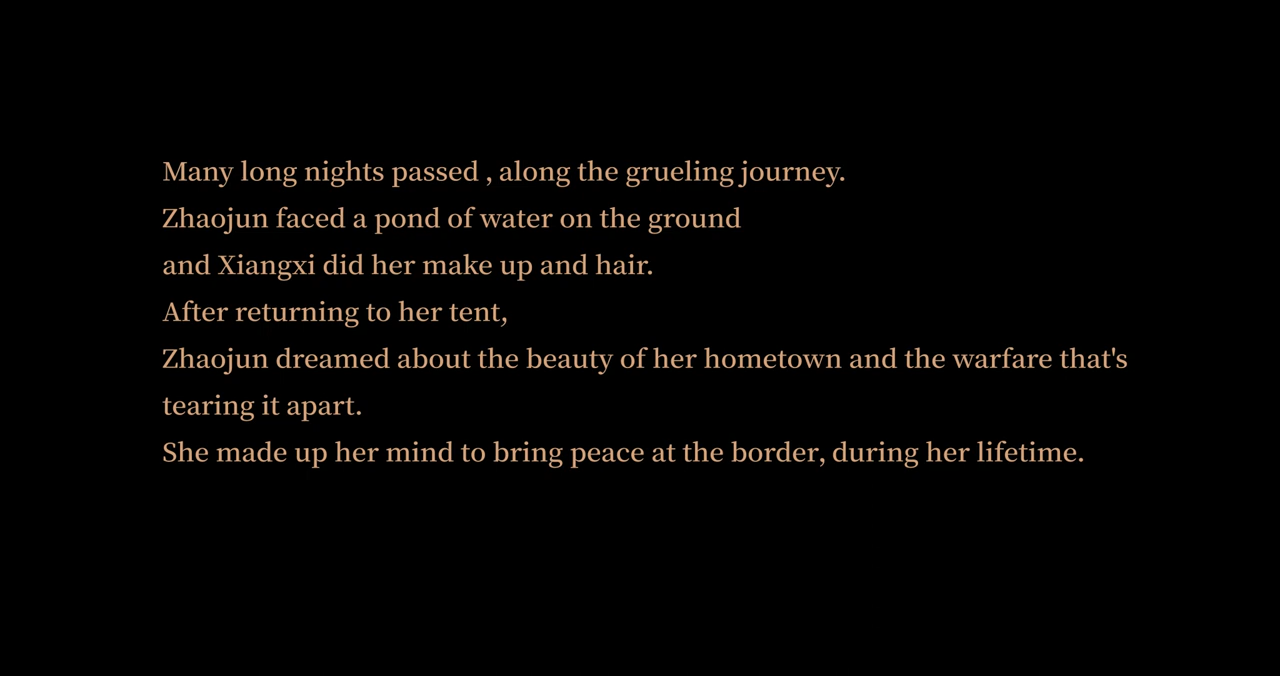 Many long nights passed , along the grueling journey.
Zhaojun faced a pond of water on the ground
and Xiangxi did her make up and hair.
After returning to her tent,
Zhaojun dreamed about the beauty of her hometown and the warfare that's
tearing it apart.
She made up her mind to bring peace at the border, during her lifetime.